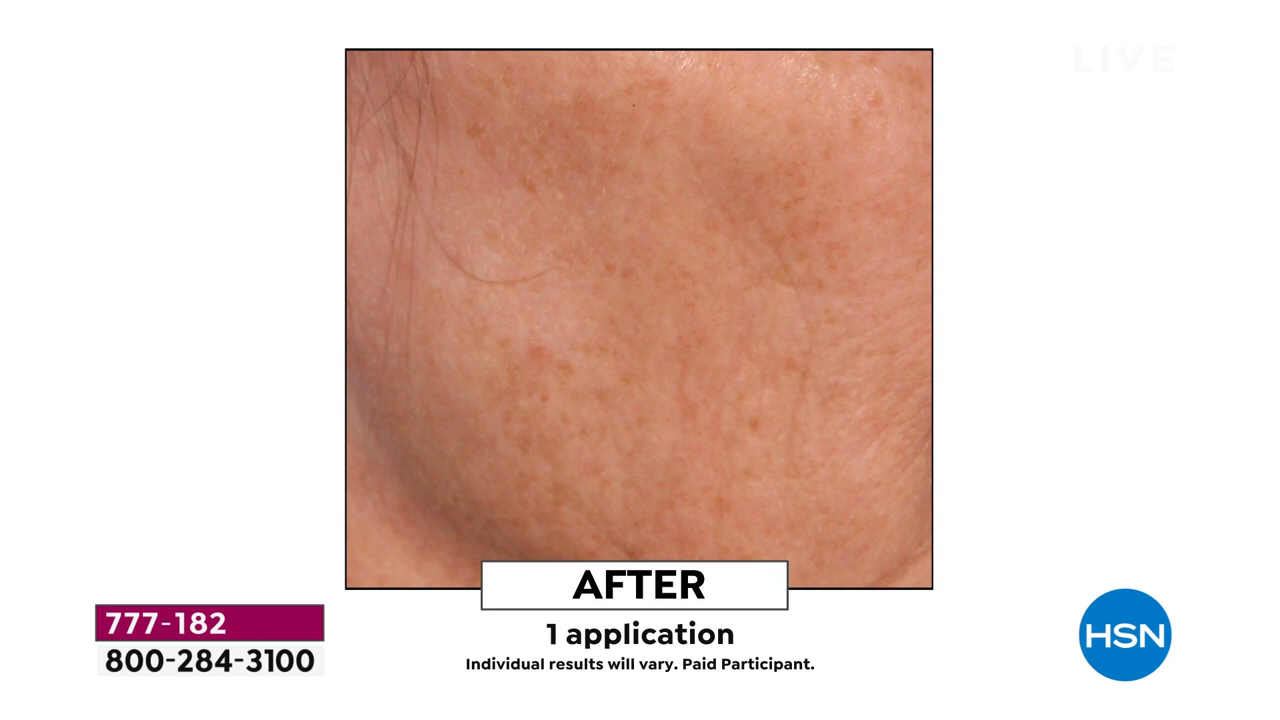 LIVE
AFTER
1 application
Individual results will vary. Paid Participant.
777-182
800-284-3100
HSN